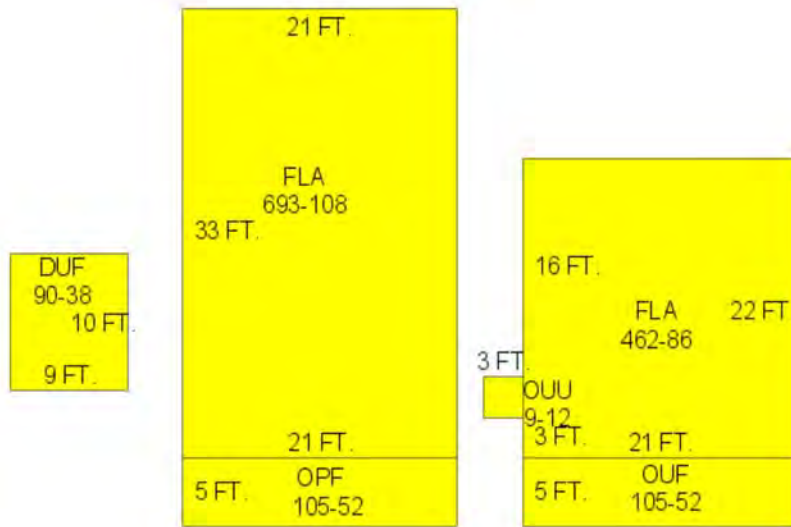 DUF
90-38
10 FT.
9 FT.
21 FT.
FLA
693-108
33 FT.
21 FT.
5 FT.
OPF
105-52
16 FT.
FLA
462-86
22 FT
3 FT.
OUU
9-12
3 FT.
21 FT.
5 FT.
OUF
105-52